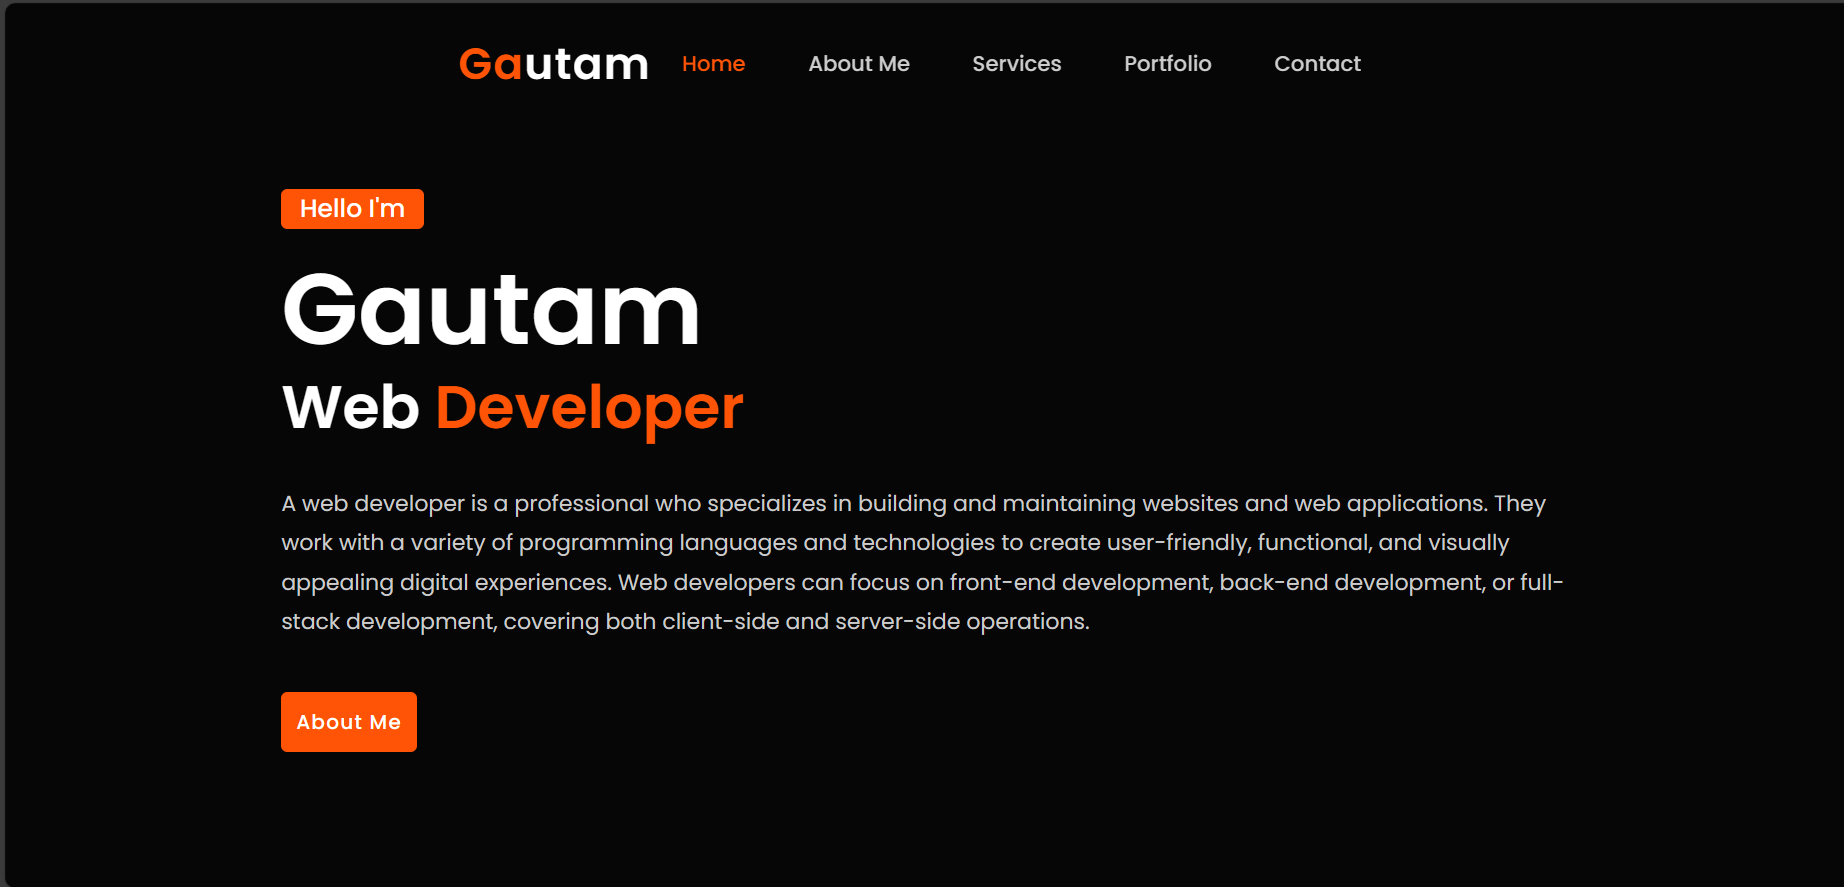 Gautam Home About Me Services Portfolio Contact
Hello I'm
Gautam
Web Developer
A web developer is a professional who specializes in building and maintaining websites and web applications. They
work with a variety of programming languages and technologies to create user-friendly, functional, and visually
appealing digital experiences. Web developers can focus on front-end development, back-end development, or full-
stack development, covering both client-side and server-side operations.
About Me